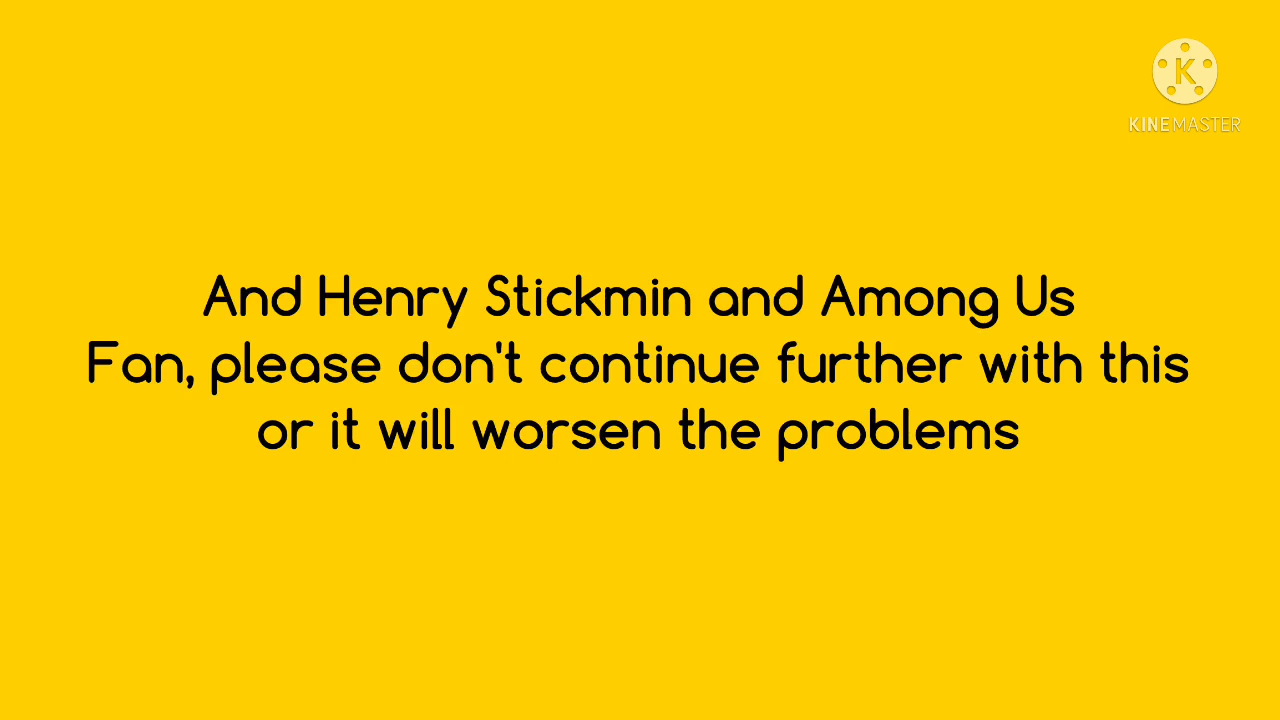 K
KINEMASTER
And Henry Stickmin and Among Us
Fan, please don't continue further with this
or it will worsen the problems